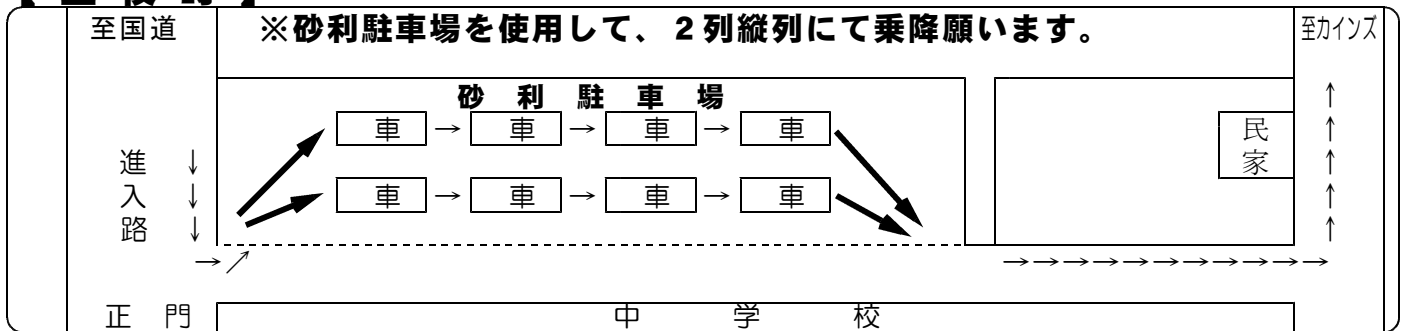 至国道
※砂利駐車場を使用して、２列縦列にて乗降願います。
至カインズ
砂利駐車場
車→車→車→車
車→車→車→車
進入路
↓
↓
↓
→↗
民家
↑
↑
↑
↑
↑
→→→→→→→→→→→
正門
中学校